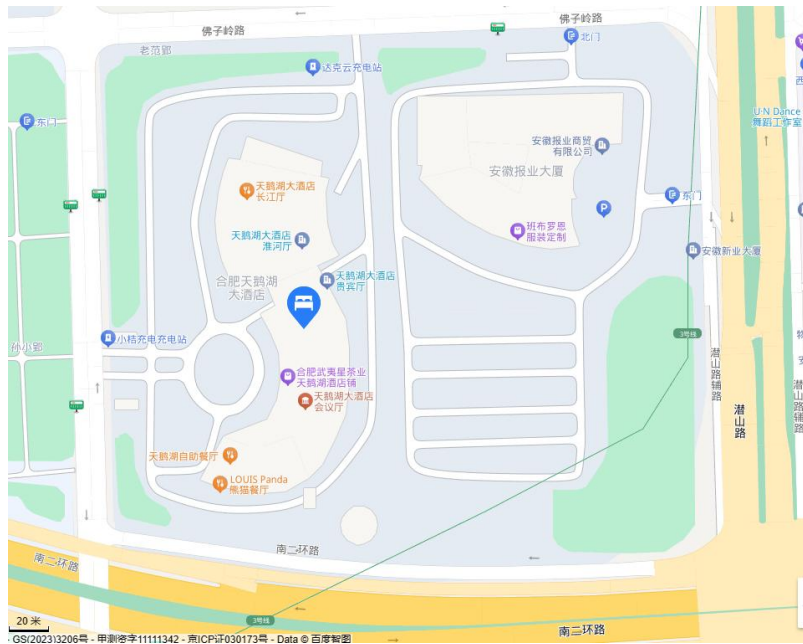 佛子岭路
佛子岭路
老范郢
达克云充电站
北门
西
U·N Dance
舞蹈工作室
东门
安徽报业商贸
有限公司
安徽报业大厦
天鹅湖大酒店
长江厅
东门
P
班布罗恩
服装定制
天鹅湖大酒店
淮河厅
安徽新业大厦
合肥天鹅湖
大酒店
天鹅湖大酒店
贵宾厅
小桔充电充电站
孙小郢
3号线
潜山路辅路
潜山路
潜山路辅路
合肥武夷星茶业
天鹅湖酒店铺
天鹅湖大酒店
会议厅
天鹅湖自助餐厅
LOUIS Panda
熊猫餐厅
南二环路
南二环路
20 米
3号线
南二环路
GS(2023)3206号 - 甲测资字11111342 - 京ICP证030173号 - Data © 百度智图